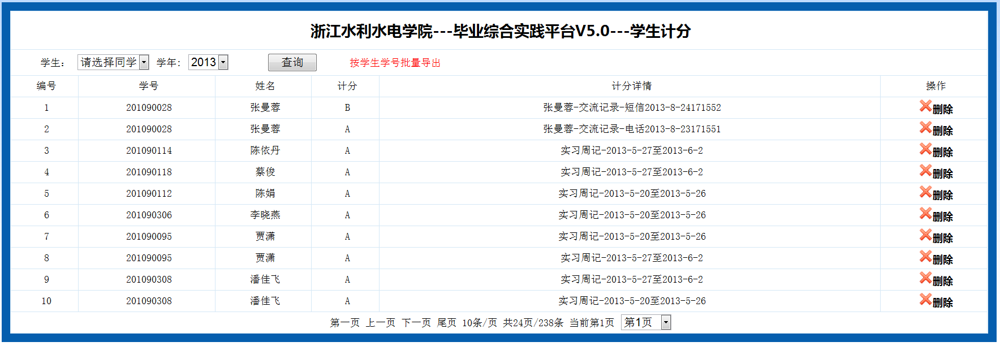 浙江水利水电学院---毕业综合实践平台V5.0---学生计分
学生： 请选择同学 学年： 2013 查询 按学生学号批量导出
编号 学号 姓名 计分 计分详情 操作
1 201090028 张曼蓉 B 张曼蓉-交流记录-短信2013-8-24171552 删除
2 201090028 张曼蓉 A 张曼蓉-交流记录-电话2013-8-23171551 删除
3 201090114 陈依丹 A 实习周记-2013-5-27至2013-6-2 删除
4 201090118 蔡俊 A 实习周记-2013-5-27至2013-6-2 删除
5 201090112 陈娟 A 实习周记-2013-5-20至2013-5-26 删除
6 201090306 李晓燕 A 实习周记-2013-5-20至2013-5-26 删除
7 201090095 贾潇 A 实习周记-2013-5-20至2013-5-26 删除
8 201090095 贾潇 A 实习周记-2013-5-27至2013-6-2 删除
9 201090308 潘佳飞 A 实习周记-2013-5-27至2013-6-2 删除
10 201090308 潘佳飞 A 实习周记-2013-5-20至2013-5-26 删除
第一页 上一页 下一页 尾页 10条/页 共24页/238条 当前第1页 第1页